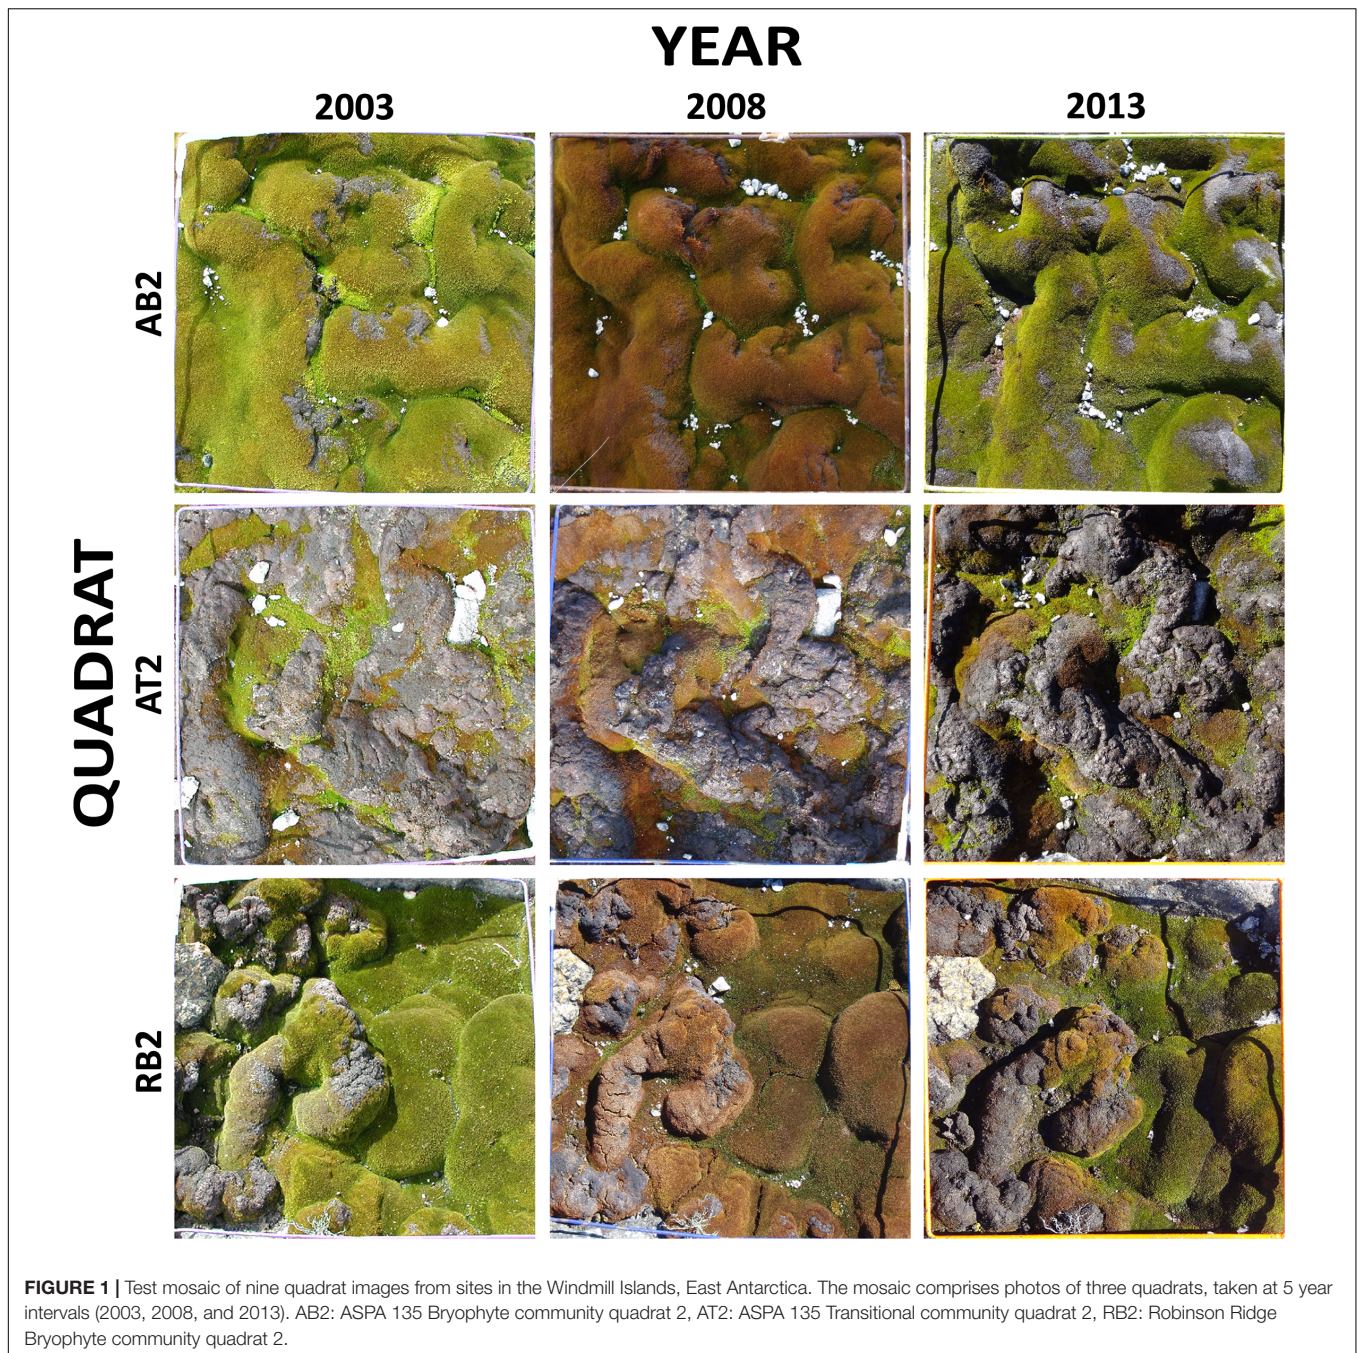 YEAR
2003 2008 2013
QUADRAT
AB2
AT2
RB2
FIGURE 1 | Test mosaic of nine quadrat images from sites in the Windmill Islands, East Antarctica. The mosaic comprises photos of three quadrats, taken at 5 year
intervals (2003, 2008, and 2013). AB2: ASPA 135 Bryophyte community quadrat 2, AT2: ASPA 135 Transitional community quadrat 2, RB2: Robinson Ridge
Bryophyte community quadrat 2.